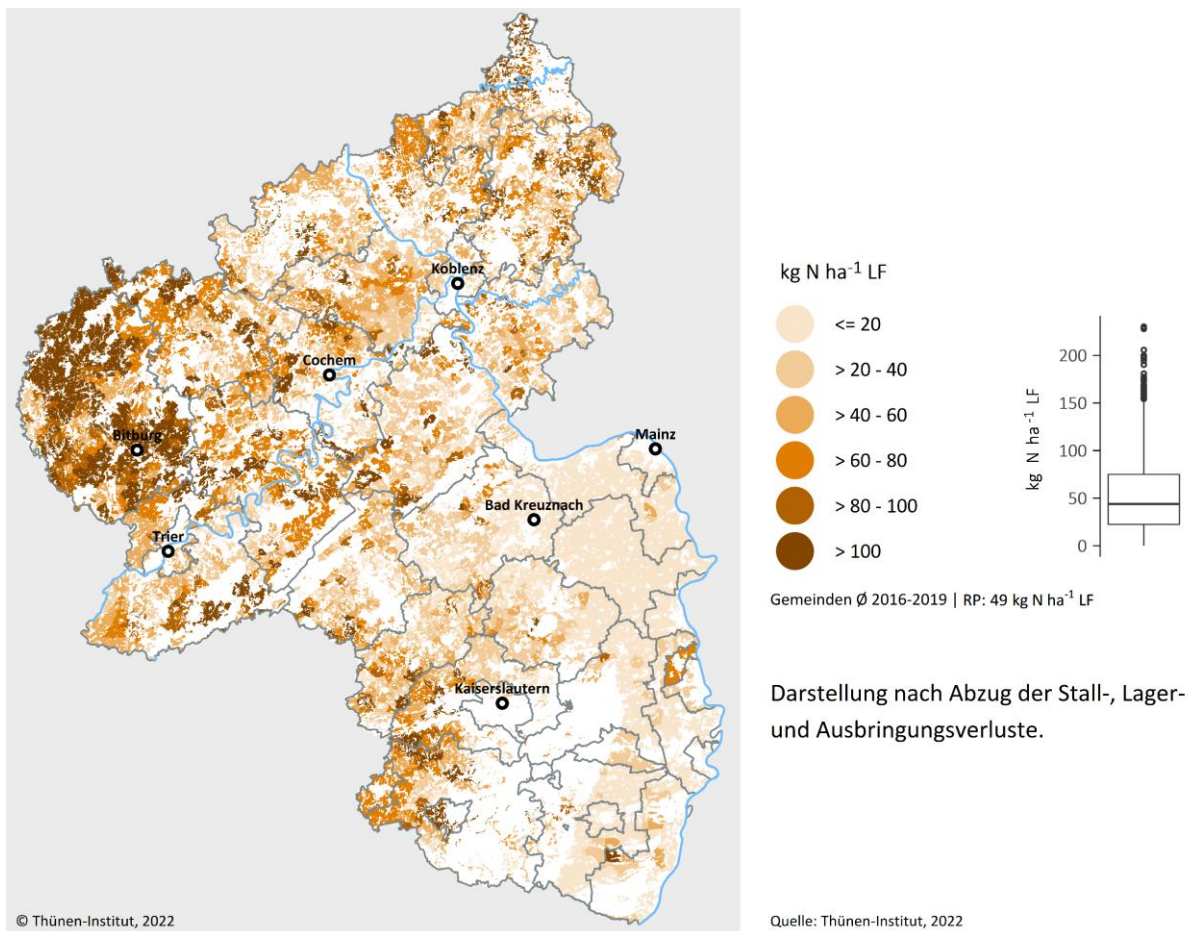 Koblenz
Cochem
Bitburg
Mainz
Bad Kreuznach
Trier
Kaiserslautern
© Thünen-Institut, 2022
kg N ha⁻¹ LF
<= 20
> 20 - 40
> 40 - 60
> 60 - 80
> 80 - 100
> 100
kg N ha⁻¹ LF
200
150
100
50
0
Gemeinden Ø 2016-2019 | RP: 49 kg N ha⁻¹ LF
Darstellung nach Abzug der Stall-, Lager-
und Ausbringungsverluste.
Quelle: Thünen-Institut, 2022